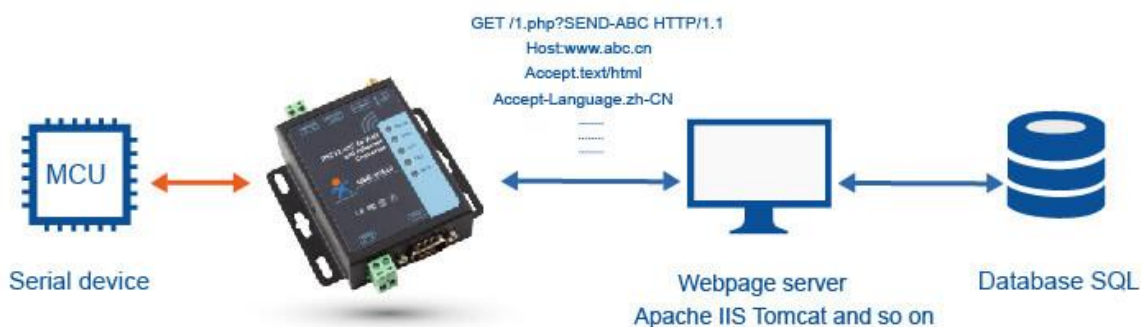 GET /1.php?SEND-ABC HTTP/1.1
Host:www.abc.cn
Accept.text/html
Accept-Language.zh-CN
MCU
Serial device
Webpage server
Apache IIS Tomcat and so on
Database SQL